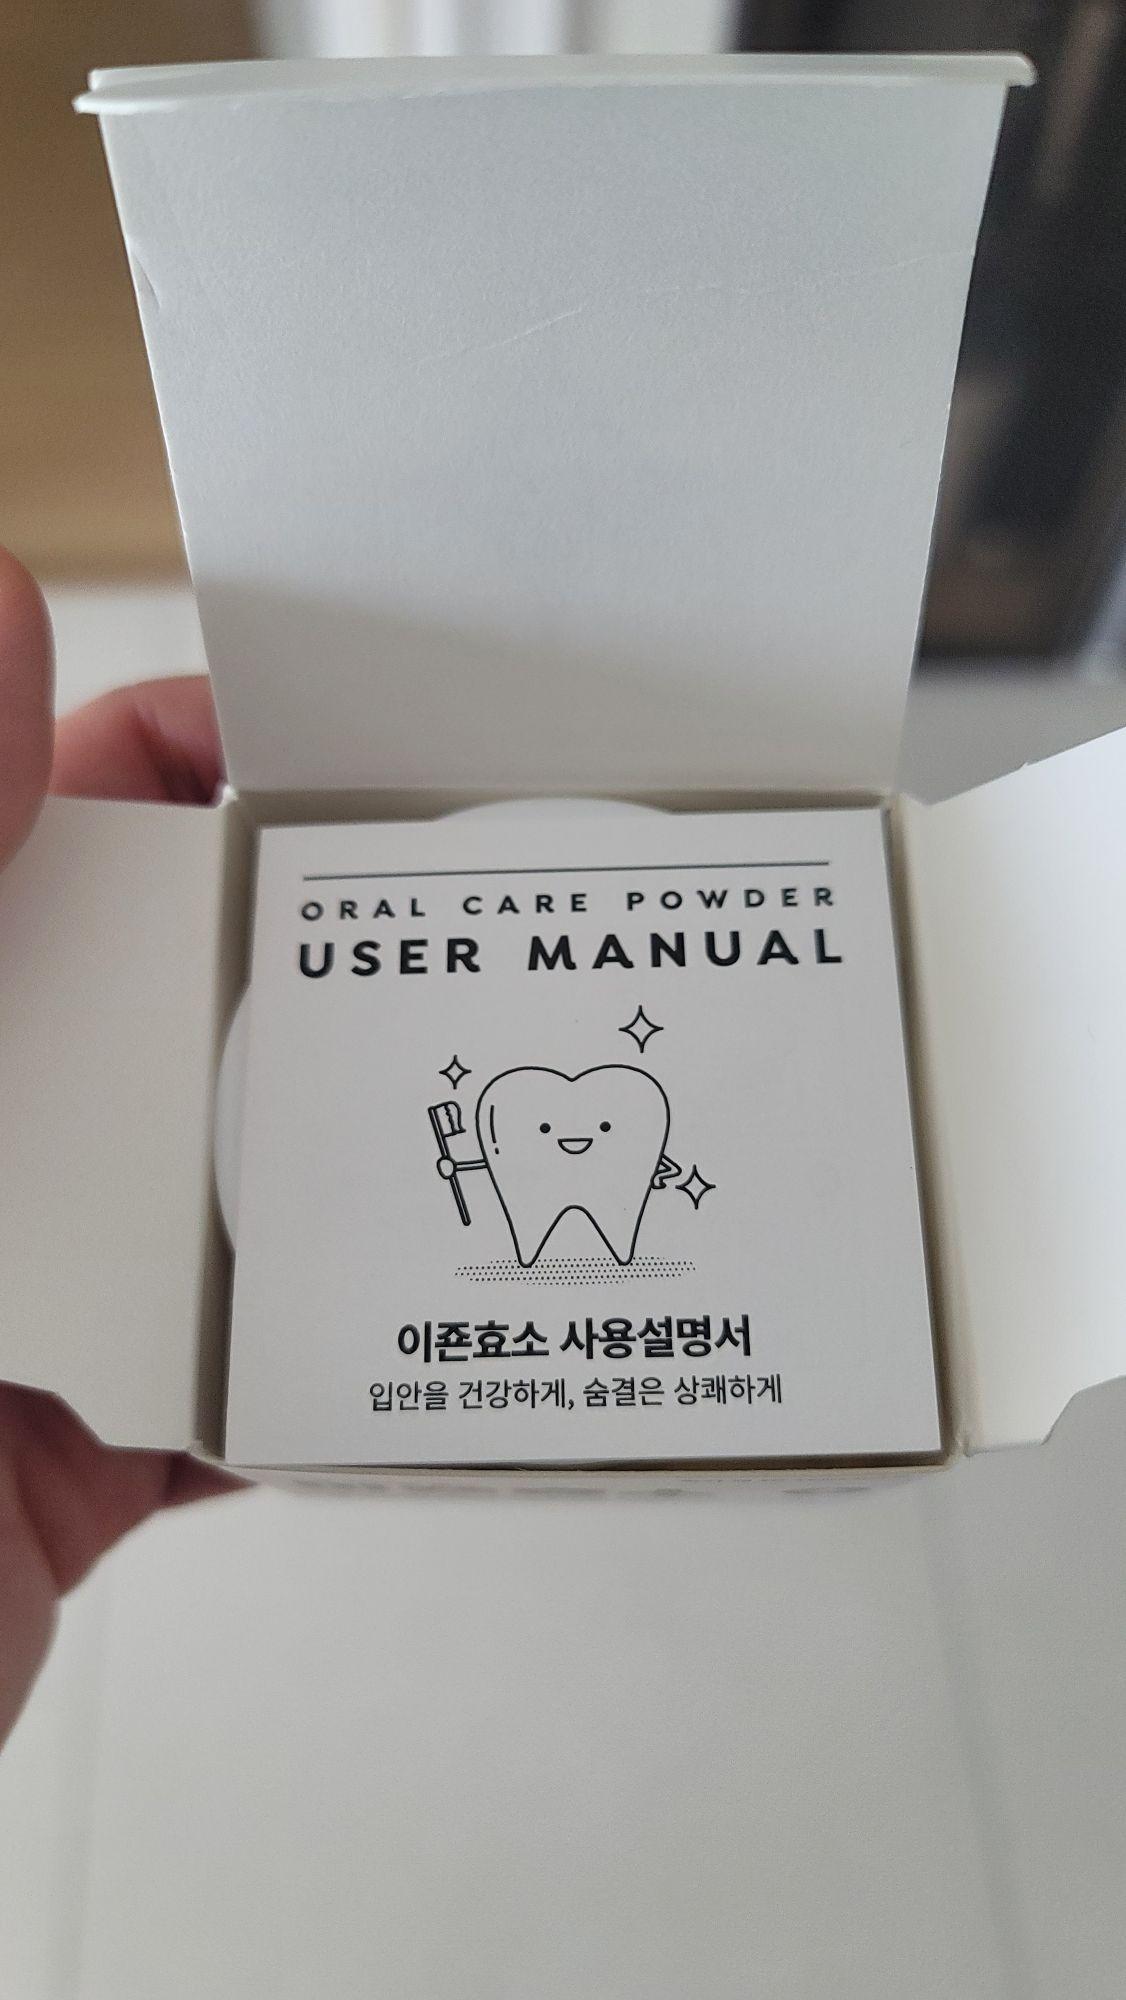 ORAL CARE POWDER
USER MANUAL
이죤효소 사용설명서
입안을 건강하게, 숨결은 상쾌하게